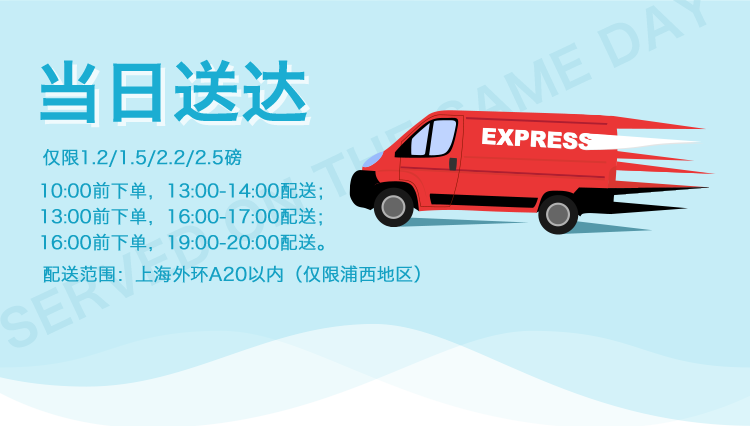 当日送达
仅限1.2/1.5/2.2/2.5磅
10:00前下单，13:00-14:00配送；
13:00前下单，16:00-17:00配送；
16:00前下单，19:00-20:00配送。
配送范围：上海外环A20以内（仅限浦西地区）
EXPRESS
SERVED ON THE SAME DAY